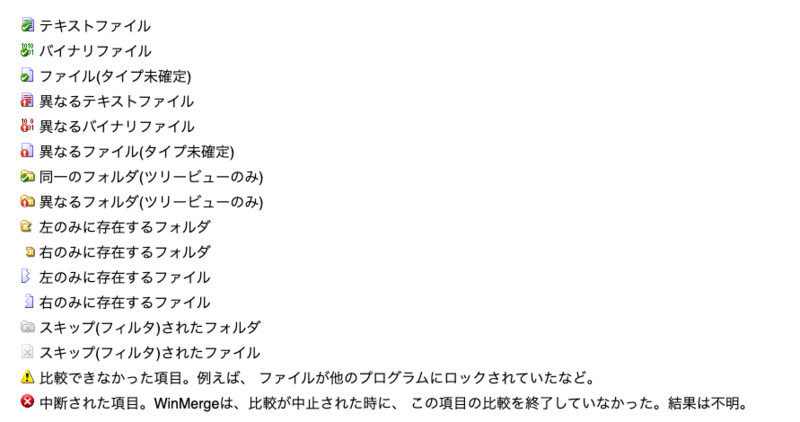 テキストファイル
バイナリファイル
ファイル(タイプ未確定)
異なるテキストファイル
異なるバイナリファイル
異なるファイル(タイプ未確定)
同一のフォルダ(ツリービューのみ)
異なるフォルダ(ツリービューのみ)
左のみに存在するフォルダ
右のみに存在するフォルダ
左のみに存在するファイル
右のみに存在するファイル
スキップ(フィルタ)されたフォルダ
スキップ(フィルタ)されたファイル
比較できなかった項目。例えば、 ファイルが他のプログラムにロックされていたなど。
中断された項目。WinMergeは、比較が中止された時に、 この項目の比較を終了していなかった。結果は不明。